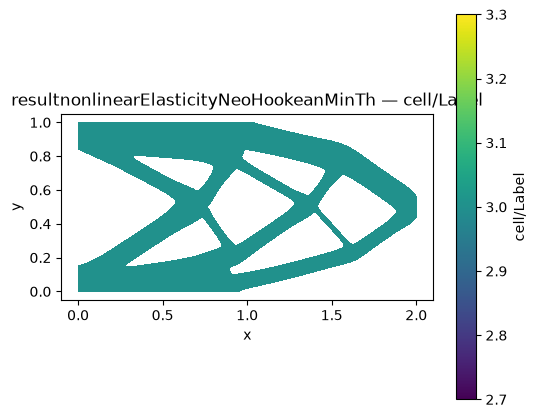 resultnonlinearElasticityNeoHookeanMinTh — cell/Label
1.0
0.8
0.6
0.4
0.2
0.0
y
0.0 0.5 1.0 1.5 2.0
x
3.3
3.2
3.1
3.0
2.9
2.8
2.7
cell/Label